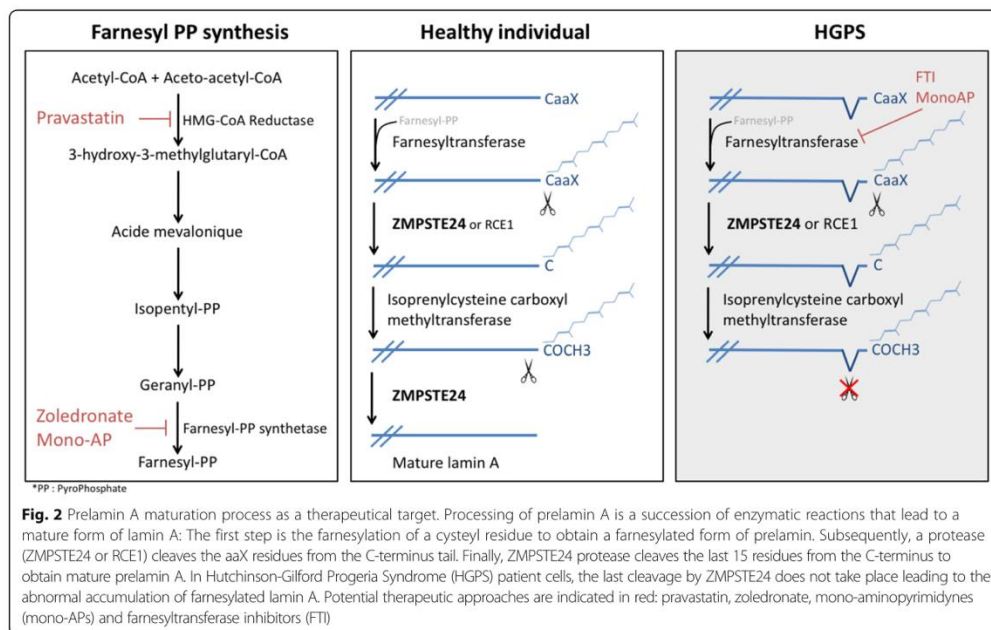 Farnesyl PP synthesis
Acetyl-CoA + Aceto-acetyl-CoA
Pravastatin
HMG-CoA Reductase
3-hydroxy-3-methylglutaryl-CoA
Acide mevalonique
Isopentyl-PP
Geranyl-PP
Zoledronate
Mono-AP
Farnesyl-PP synthetase
Farnesyl-PP
*PP : PyroPhosphate
Healthy individual
CaaX
Farnesyl-PP
Farnesyltransferase
CaaX
ZMPSTE24 or RCE1
C
Isoprenylcysteine carboxyl
methyltransferase
COCH3
ZMPSTE24
Mature lamin A
HGPS
FTI
MonoAP
CaaX
Farnesyl-PP
Farnesyltransferase
CaaX
ZMPSTE24 or RCE1
C
Isoprenylcysteine carboxyl
methyltransferase
COCH3
Fig. 2 Prelamin A maturation process as a therapeutical target. Processing of prelamin A is a succession of enzymatic reactions that lead to a
mature form of lamin A: The first step is the farnesylation of a cysteyl residue to obtain a farnesylated form of prelamin. Subsequently, a protease
(ZMPSTE24 or RCE1) cleaves the aaX residues from the C-terminus tail. Finally, ZMPSTE24 protease cleaves the last 15 residues from the C-terminus to
obtain mature prelamin A. In Hutchinson-Gilford Progeria Syndrome (HGPS) patient cells, the last cleavage by ZMPSTE24 does not take place leading to the
abnormal accumulation of farnesylated lamin A. Potential therapeutic approaches are indicated in red: pravastatin, zoledronate, mono-aminopyrimidynes
(mono-APs) and farnesyltransferase inhibitors (FTI)